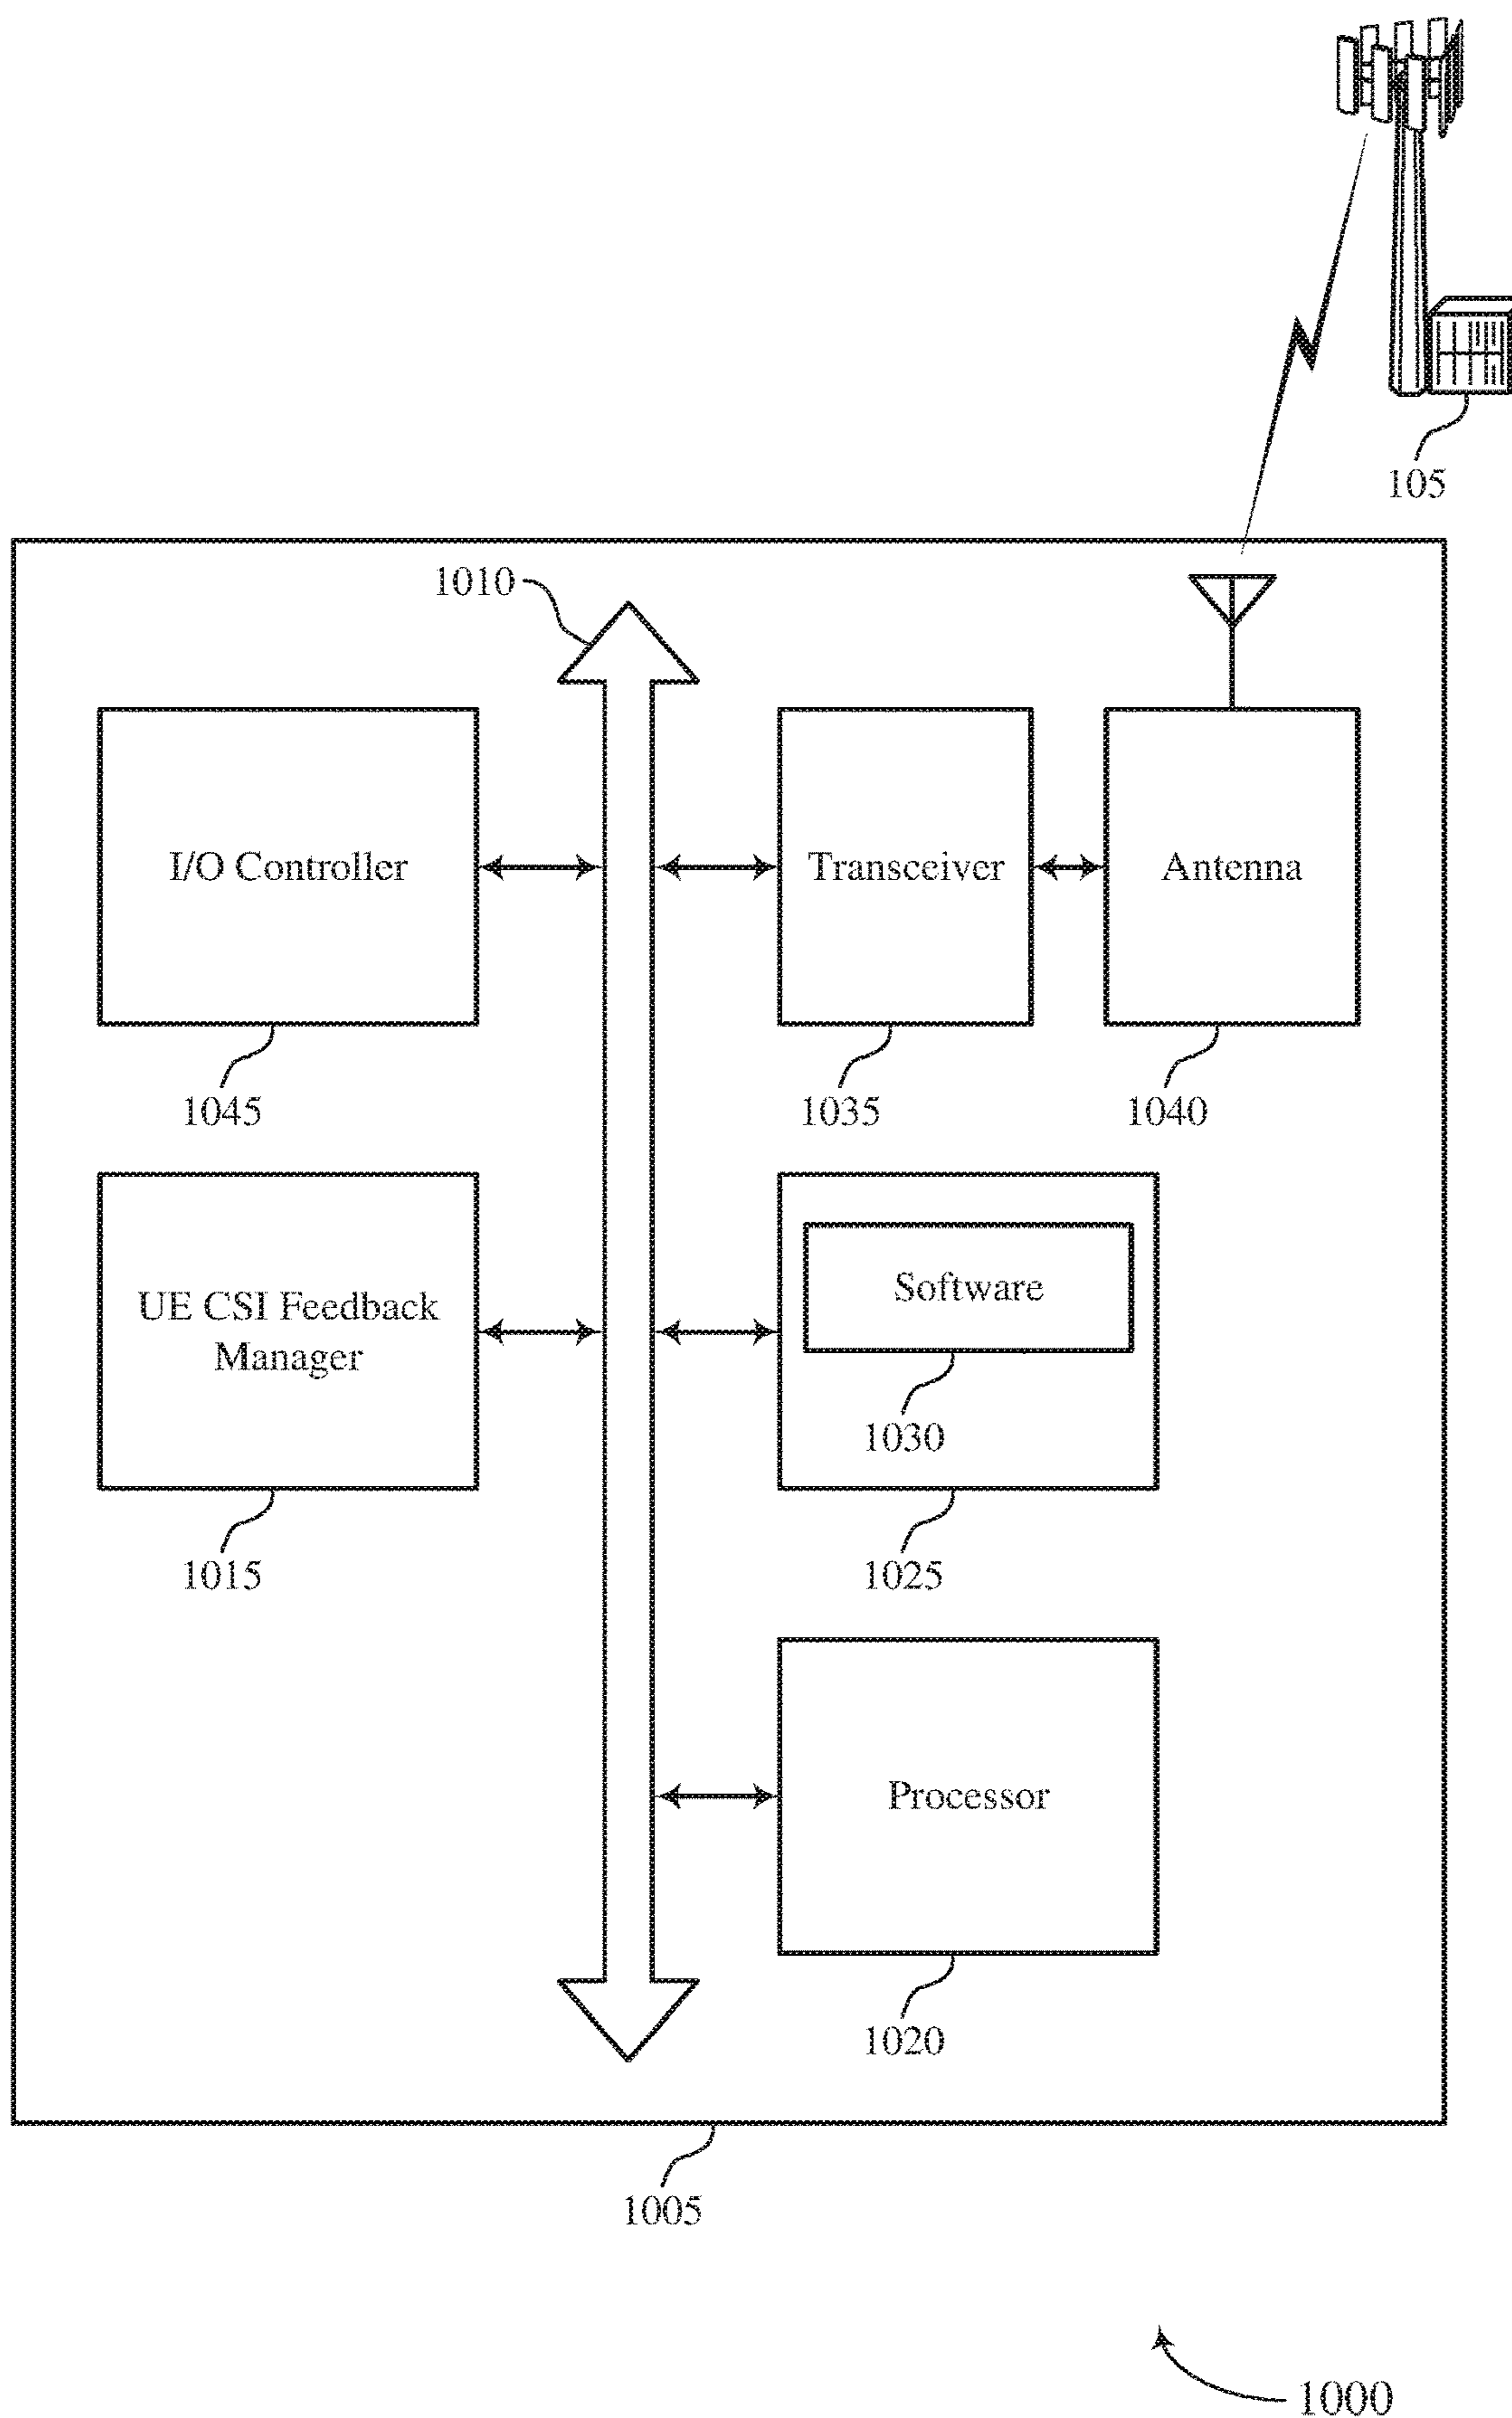 105
1010
I/O Controller
Transceiver
Antenna
1045
1035
1040
UE CSI Feedback
Manager
Software
1030
1015
1025
Processor
1020
1005
1000